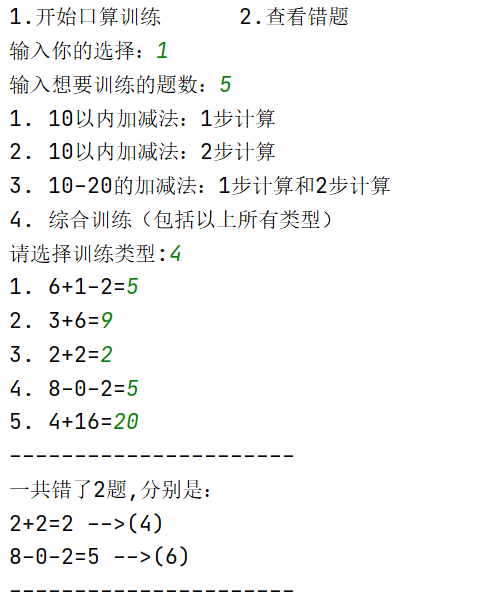 1.开始口算训练      2.查看错题
输入你的选择：1
输入想要训练的题数：5
1. 10以内加减法：1步计算
2. 10以内加减法：2步计算
3. 10-20的加减法：1步计算和2步计算
4. 综合训练（包括以上所有类型）
请选择训练类型:4
1. 6+1-2=5
2. 3+6=9
3. 2+2=2
4. 8-0-2=5
5. 4+16=20
----------------------
一共错了2题,分别是：
2+2=2 -->(4)
8-0-2=5 -->(6)
----------------------